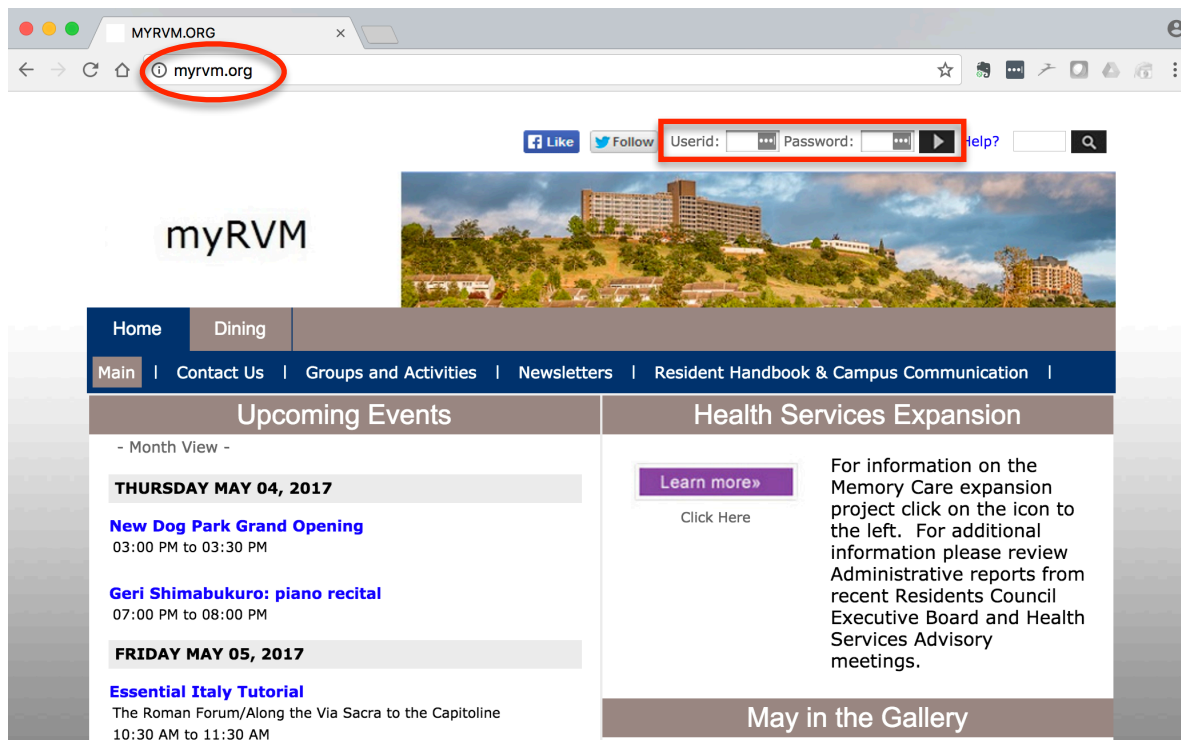 MYRVM.ORG
myrvm.org
Like
Follow
Userid:
Password:
Help?
myRVM
Home
Dining
Main | Contact Us | Groups and Activities | Newsletters | Resident Handbook & Campus Communication |
Upcoming Events
- Month View -
THURSDAY MAY 04, 2017
New Dog Park Grand Opening
03:00 PM to 03:30 PM
Geri Shimabukuro: piano recital
07:00 PM to 08:00 PM
FRIDAY MAY 05, 2017
Essential Italy Tutorial
The Roman Forum/Along the Via Sacra to the Capitoline
10:30 AM to 11:30 AM
Health Services Expansion
Learn more»
Click Here
For information on the
Memory Care expansion
project click on the icon to
the left.  For additional
information please review
Administrative reports from
recent Residents Council
Executive Board and Health
Services Advisory
meetings.
May in the Gallery